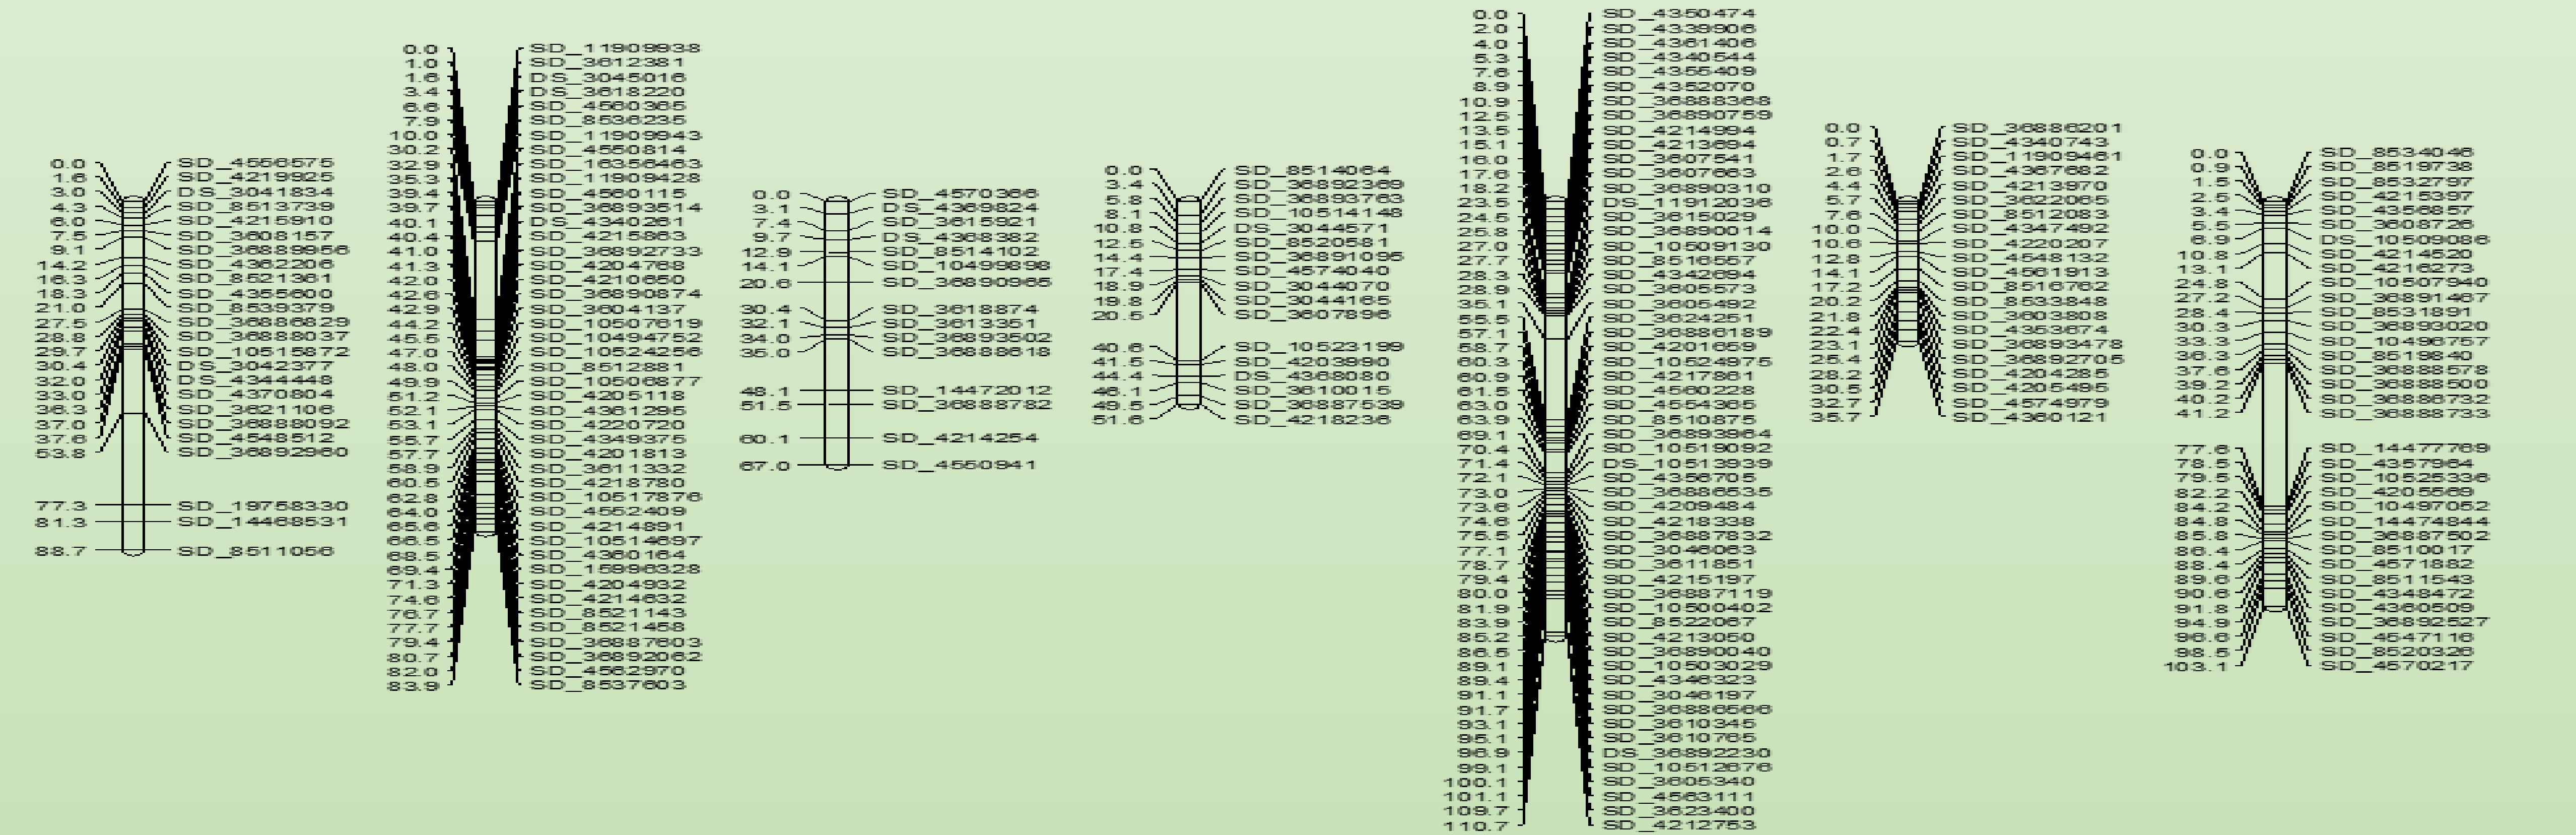 0.0 SD_4556575
1.6 SD_4219925
3.0 DS_3041834
4.3 SD_8513739
6.0 SD_4215910
7.5 SD_3608157
9.1 SD_36889956
14.2 SD_4362206
16.3 SD_8521361
18.3 SD_4355600
21.0 SD_8539379
27.5 SD_36886829
28.8 SD_36888037
29.7 SD_10515872
30.4 DS_3042377
32.0 DS_4344448
33.0 SD_4370804
36.3 SD_3621106
37.0 SD_36888092
37.6 SD_4548512
53.8 SD_36892960
77.3 SD_19758330
81.3 SD_14468531
88.7 SD_8511056
0.0 SD_11909938
1.0 SD_3612381
1.6 DS_3045016
3.4 DS_3618220
6.6 SD_4560365
7.9 SD_8536235
10.0 SD_11909943
30.2 SD_4550814
32.9 SD_16356463
35.3 SD_11909428
39.4 SD_4560115
39.7 SD_36893514
40.1 DS_4340261
40.4 SD_4215863
41.0 SD_36892733
41.3 SD_4204768
42.0 SD_4210650
42.6 SD_36890874
42.9 SD_3604137
44.2 SD_10507619
45.5 SD_10494752
47.0 SD_10524256
48.0 SD_8512881
49.9 SD_10506877
51.2 SD_4205118
52.1 SD_4361295
53.1 SD_4220720
55.7 SD_4349375
57.7 SD_4201813
58.9 SD_3611332
60.5 SD_4218780
62.8 SD_10517876
64.0 SD_4552409
65.6 SD_4214891
66.5 SD_10514697
68.5 SD_4360164
69.4 SD_15996328
71.3 SD_4204932
74.6 SD_4214632
76.7 SD_8521143
77.7 SD_8521458
79.4 SD_36887603
80.7 SD_36892062
82.0 SD_4562970
83.9 SD_8537603
0.0 SD_4570366
3.1 DS_4369824
7.4 SD_3615921
9.7 DS_4368382
12.9 SD_8514102
14.1 SD_10499898
20.6 SD_36890965
30.4 SD_3618874
32.1 SD_3613351
34.0 SD_36893502
35.0 SD_36888618
48.1 SD_14472012
51.5 SD_36888782
60.1 SD_4214254
67.0 SD_4550941
0.0 SD_8514064
3.4 SD_36892369
5.8 SD_36893763
8.1 SD_10514148
10.8 DS_3044571
12.5 SD_8520581
14.4 SD_36891095
17.4 SD_4574040
18.9 SD_3044070
19.8 SD_3044165
20.5 SD_3607896
40.6 SD_10523199
41.5 SD_4203990
44.4 DS_4368080
46.1 SD_3610015
49.5 SD_36887539
51.6 SD_4218236
0.0 SD_4350474
2.0 SD_4339906
4.0 SD_4361406
5.3 SD_4340544
7.6 SD_4355409
8.9 SD_4352070
10.9 SD_36888368
12.5 SD_36890759
13.5 SD_4214994
15.1 SD_4213694
16.0 SD_3607541
17.6 SD_3607663
18.2 SD_36890310
23.5 DS_11912036
24.5 SD_3615029
25.8 SD_36890014
27.0 SD_10509130
27.7 SD_8516557
28.3 SD_4342694
28.9 SD_3605573
35.1 SD_3605492
55.5 SD_3624251
57.1 SD_36886189
58.7 SD_4201659
60.3 SD_10524975
60.9 SD_4217861
61.5 SD_4560228
63.0 SD_4554365
63.9 SD_8510875
69.1 SD_36893964
70.4 SD_10519092
71.4 DS_10513939
72.1 SD_4356705
73.0 SD_36886535
73.6 SD_4209484
74.6 SD_4218338
75.5 SD_36887832
77.1 SD_3046063
78.7 SD_3611851
79.4 SD_4215197
80.0 SD_36887119
81.9 SD_10500402
83.9 SD_8522067
85.2 SD_4213050
86.5 SD_36890040
89.1 SD_10503029
89.4 SD_4346323
91.1 SD_3046197
91.7 SD_36886566
93.1 SD_3610345
95.1 SD_3610765
96.9 DS_36892230
99.1 SD_10512676
100.1 SD_3605340
101.1 SD_4563111
109.7 SD_3623400
110.7 SD_4212753
0.0 SD_36886201
0.7 SD_4340743
1.7 SD_11909461
2.6 SD_4367682
4.4 SD_4213970
5.7 SD_3622065
7.6 SD_8512083
10.0 SD_4347492
10.6 SD_4220207
12.8 SD_4548132
14.1 SD_4561913
17.2 SD_8516762
20.2 SD_8533848
21.8 SD_3603808
22.4 SD_4353674
23.1 SD_36893478
25.4 SD_36892705
28.2 SD_4204285
30.5 SD_4205495
32.7 SD_4574979
35.7 SD_4360121
0.0 SD_8534046
0.9 SD_8519738
1.5 SD_8532797
2.5 SD_4215397
3.4 SD_4356857
5.5 SD_3608726
6.9 DS_10509086
10.8 SD_4214520
13.1 SD_4216273
24.8 SD_10507940
27.2 SD_36891467
28.4 SD_8531891
30.3 SD_36893020
33.3 SD_10496757
36.3 SD_8519840
37.6 SD_36888578
39.2 SD_36888500
40.2 SD_36886732
41.2 SD_36888733
77.6 SD_14477769
78.5 SD_4357964
79.5 SD_10525336
82.2 SD_4205569
84.2 SD_10497052
84.8 SD_14474844
85.8 SD_36887502
86.4 SD_8510017
88.4 SD_4571882
89.6 SD_8511543
90.6 SD_4348472
91.8 SD_4360509
94.9 SD_36892527
96.6 SD_4547116
98.5 SD_8520326
103.1 SD_4570217